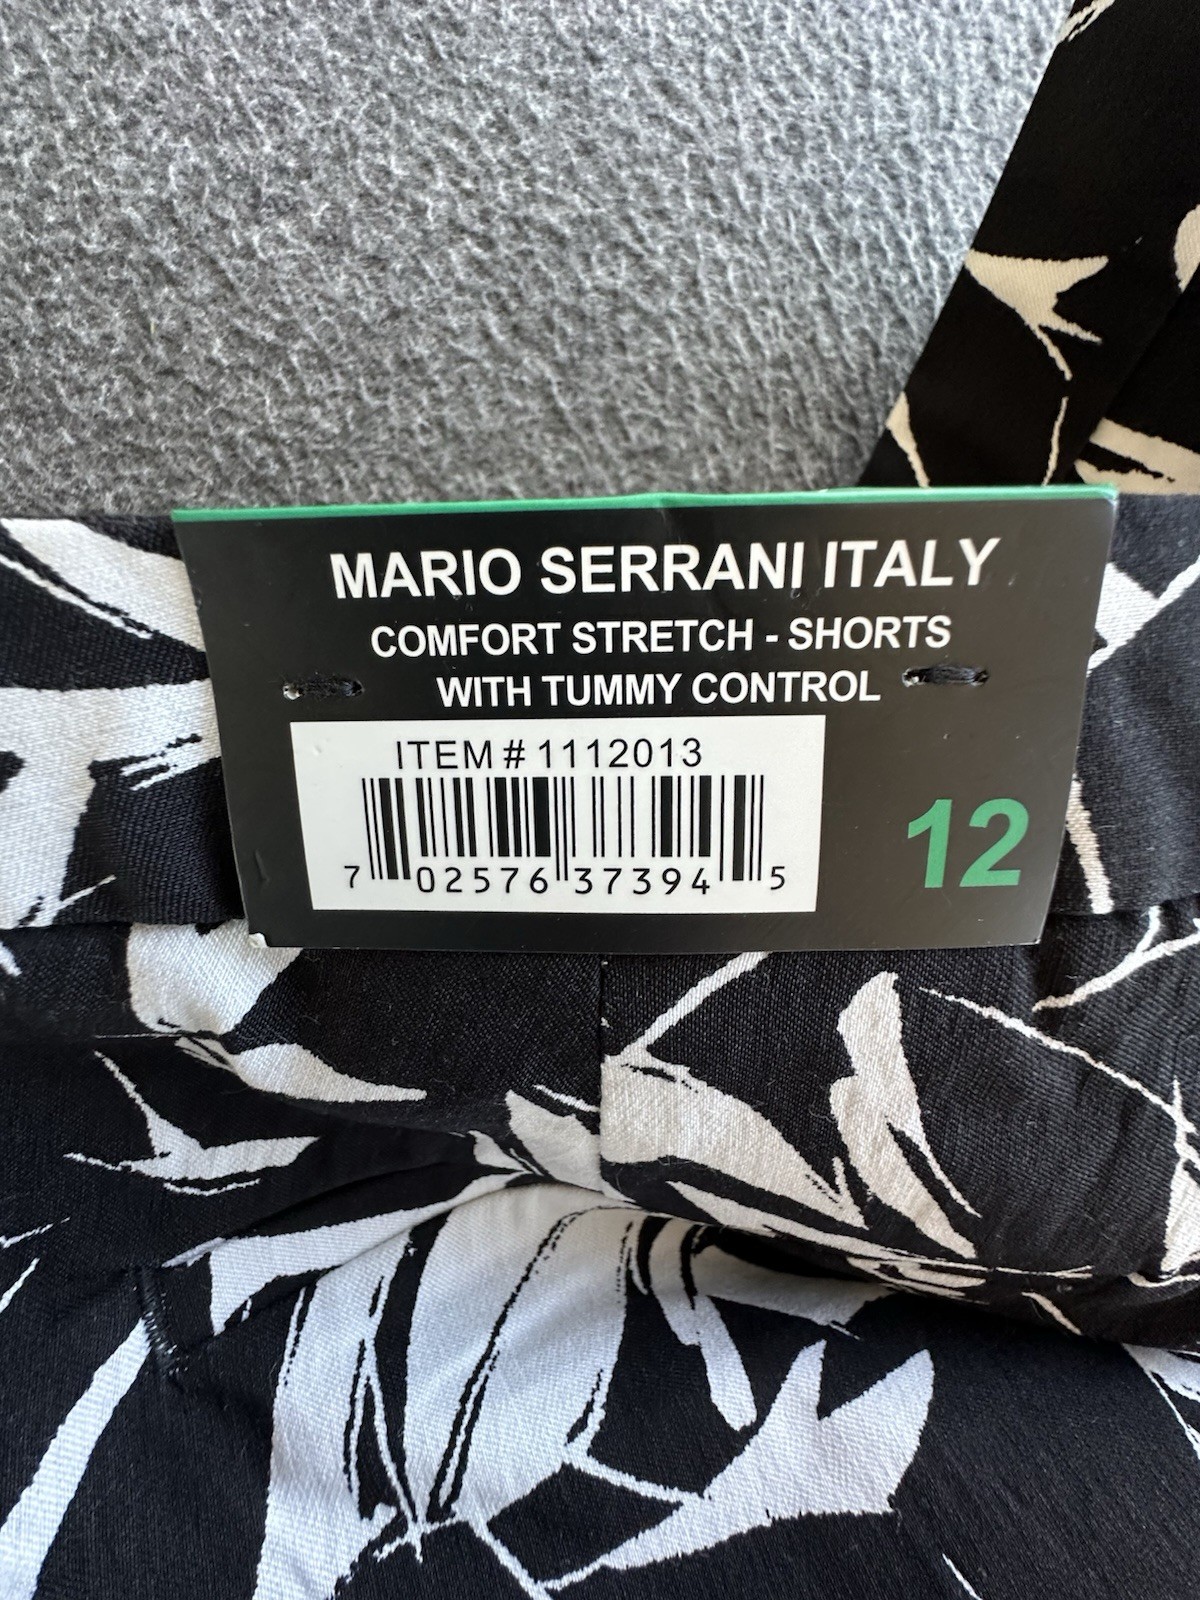 MARIO SERRANI ITALY
COMFORT STRETCH - SHORTS
WITH TUMMY CONTROL
ITEM # 1112013
7 02576 37394 5
12